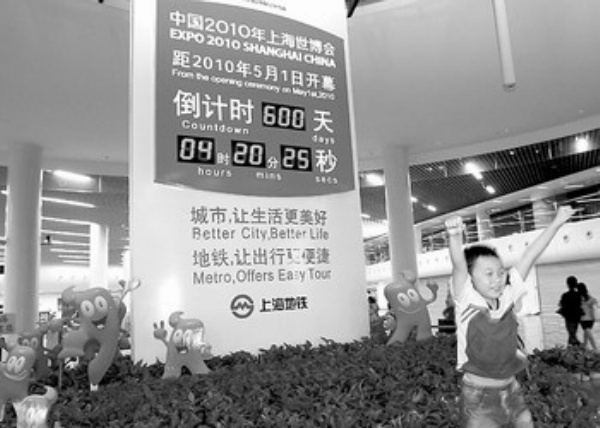 中国2010年上海世博会
EXPO 2010 SHANGHAI CHINA
距2010年5月1日开幕
From the opening ceremony on May1st,2010
倒计时 600 天
Countdown days
04 时 20 分 25 秒
hours mins secs
城市,让生活更美好
Better City,Better Life
地铁,让出行更便捷
Metro,Offers Easy Tour
上海地铁